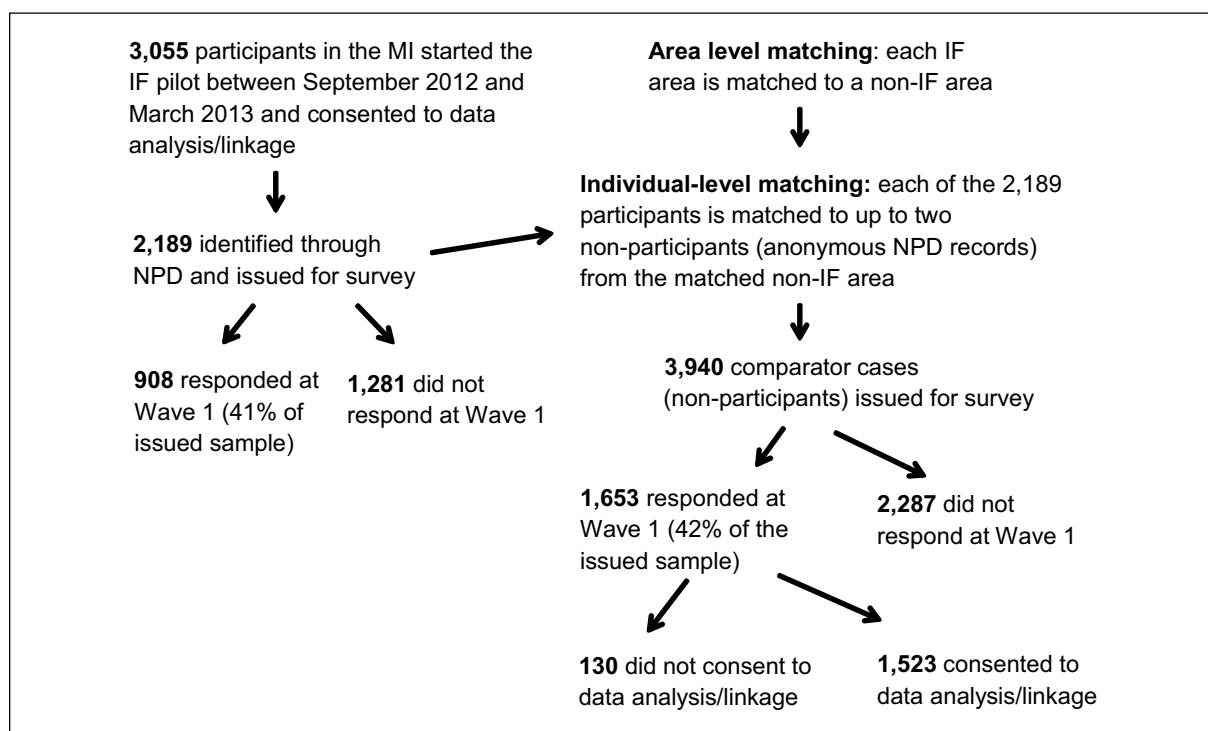 3,055 participants in the MI started the
IF pilot between September 2012 and
March 2013 and consented to data
analysis/linkage
Area level matching: each IF
area is matched to a non-IF area
2,189 identified through
NPD and issued for survey
Individual-level matching: each of the 2,189
participants is matched to up to two
non-participants (anonymous NPD records)
from the matched non-IF area
908 responded at
Wave 1 (41% of
issued sample)
1,281 did not
respond at Wave 1
3,940 comparator cases
(non-participants) issued for survey
1,653 responded at
Wave 1 (42% of the
issued sample)
2,287 did not
respond at Wave 1
130 did not consent to
data analysis/linkage
1,523 consented to
data analysis/linkage